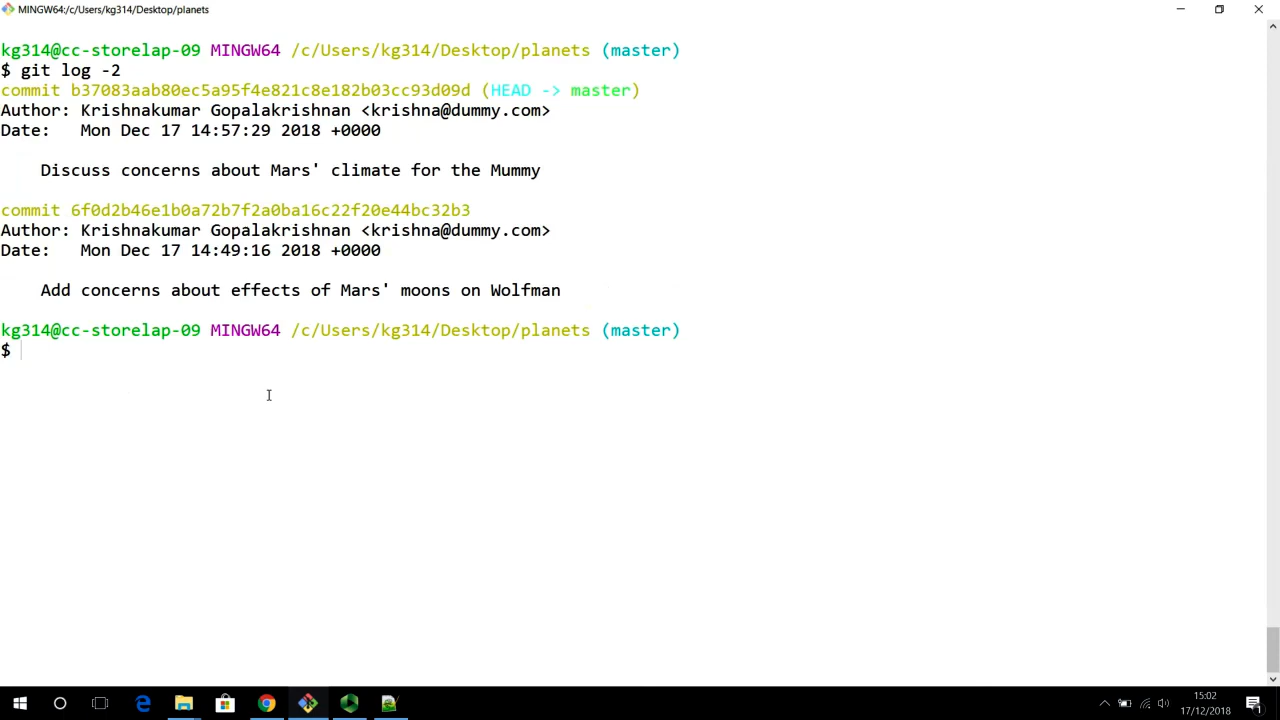 MINGW64:/c/Users/kg314/Desktop/planets
kg314@cc-storelap-09 MINGW64 /c/Users/kg314/Desktop/planets (master)
$ git log -2
commit b37083aab80ec5a95f4e821c8e182b03cc93d09d (HEAD -> master)
Author: Krishnakumar Gopalakrishnan <krishna@dummy.com>
Date:   Mon Dec 17 14:57:29 2018 +0000
Discuss concerns about Mars' climate for the Mummy
commit 6f0d2b46e1b0a72b7f2a0ba16c22f20e44bc32b3
Author: Krishnakumar Gopalakrishnan <krishna@dummy.com>
Date:   Mon Dec 17 14:49:16 2018 +0000
Add concerns about effects of Mars' moons on Wolfman
kg314@cc-storelap-09 MINGW64 /c/Users/kg314/Desktop/planets (master)
$
15:02
17/12/2018
1